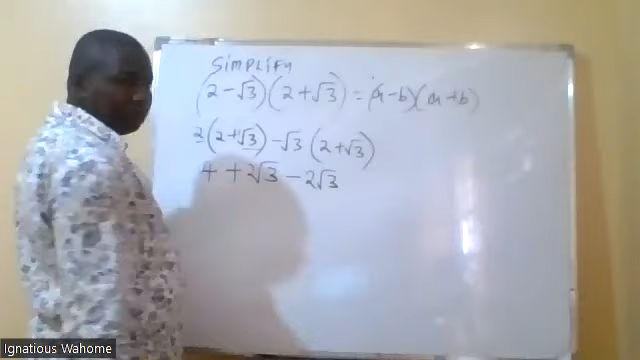 SIMPLIFY
(2-√3)(2+√3) = (a-b)(a+b)
2(2+√3) -√3 (2+√3)
4 + +2√3 - 2√3
Ignatious Wahome